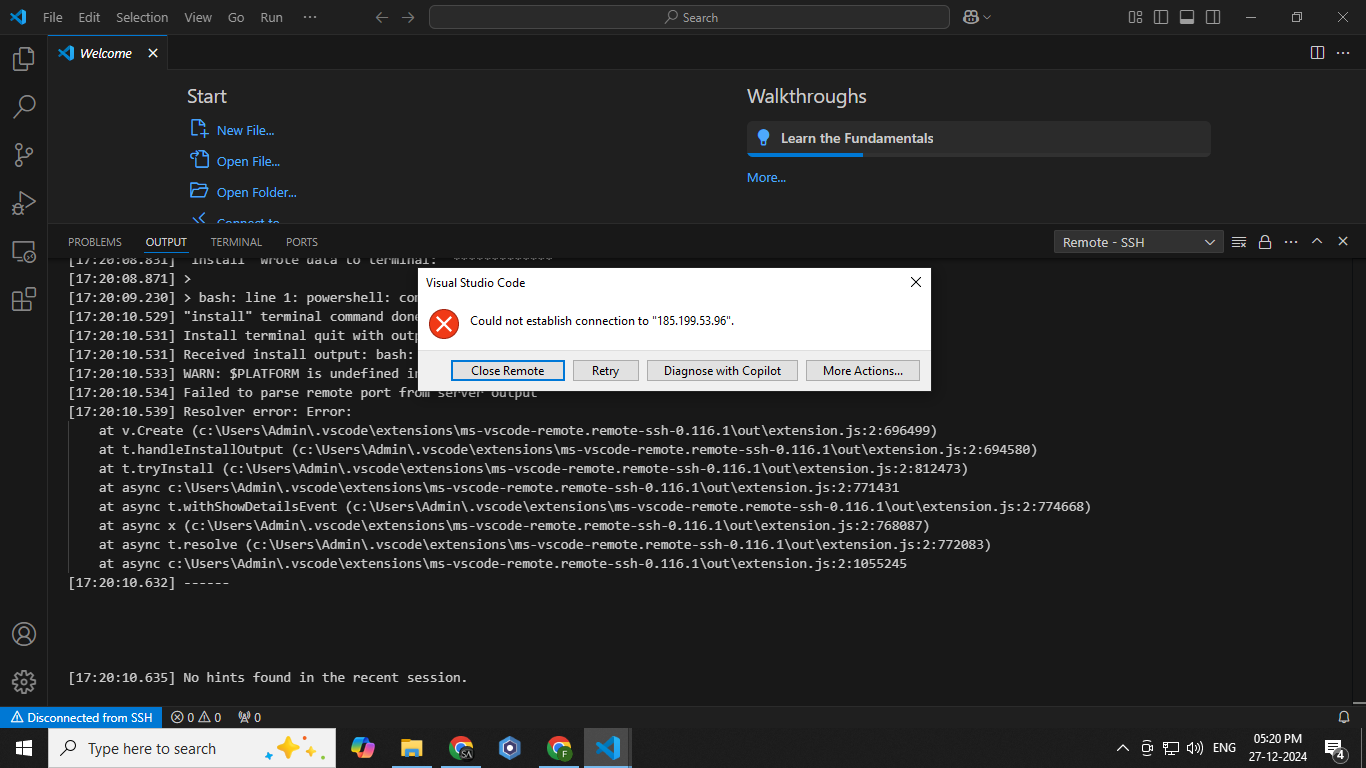 File Edit Selection View Go Run ··· Search
Welcome
Start
New File...
Open File...
Open Folder...
Connect to
Walkthroughs
Learn the Fundamentals
More...
PROBLEMS OUTPUT TERMINAL PORTS Remote - SSH
[17:20:08.831] "install" wrote data to terminal: "*************"
[17:20:08.871] >
[17:20:09.230] > bash: line 1: powershell:
[17:20:10.529] "install" terminal command
[17:20:10.531] Install terminal quit with
[17:20:10.531] Received install output: bash:
[17:20:10.533] WARN: $PLATFORM is undefined
[17:20:10.534] Failed to parse remote port from server output
[17:20:10.539] Resolver error: Error:
at v.Create (c:\Users\Admin\.vscode\extensions\ms-vscode-remote.remote-ssh-0.116.1\out\extension.js:2:696499)
at t.handleInstallOutput (c:\Users\Admin\.vscode\extensions\ms-vscode-remote.remote-ssh-0.116.1\out\extension.js:2:694580)
at t.tryInstall (c:\Users\Admin\.vscode\extensions\ms-vscode-remote.remote-ssh-0.116.1\out\extension.js:2:812473)
at async c:\Users\Admin\.vscode\extensions\ms-vscode-remote.remote-ssh-0.116.1\out\extension.js:2:771431
at async t.withShowDetailsEvent (c:\Users\Admin\.vscode\extensions\ms-vscode-remote.remote-ssh-0.116.1\out\extension.js:2:774668)
at async x (c:\Users\Admin\.vscode\extensions\ms-vscode-remote.remote-ssh-0.116.1\out\extension.js:2:768087)
at async t.resolve (c:\Users\Admin\.vscode\extensions\ms-vscode-remote.remote-ssh-0.116.1\out\extension.js:2:772083)
at async c:\Users\Admin\.vscode\extensions\ms-vscode-remote.remote-ssh-0.116.1\out\extension.js:2:1055245
[17:20:10.632] ------
[17:20:10.635] No hints found in the recent session.
Visual Studio Code
Could not establish connection to "185.199.53.96".
Close Remote Retry Diagnose with Copilot More Actions...
Disconnected from SSH 0 0 0
Type here to search
SA
F
ENG
05:20 PM
27-12-2024
4